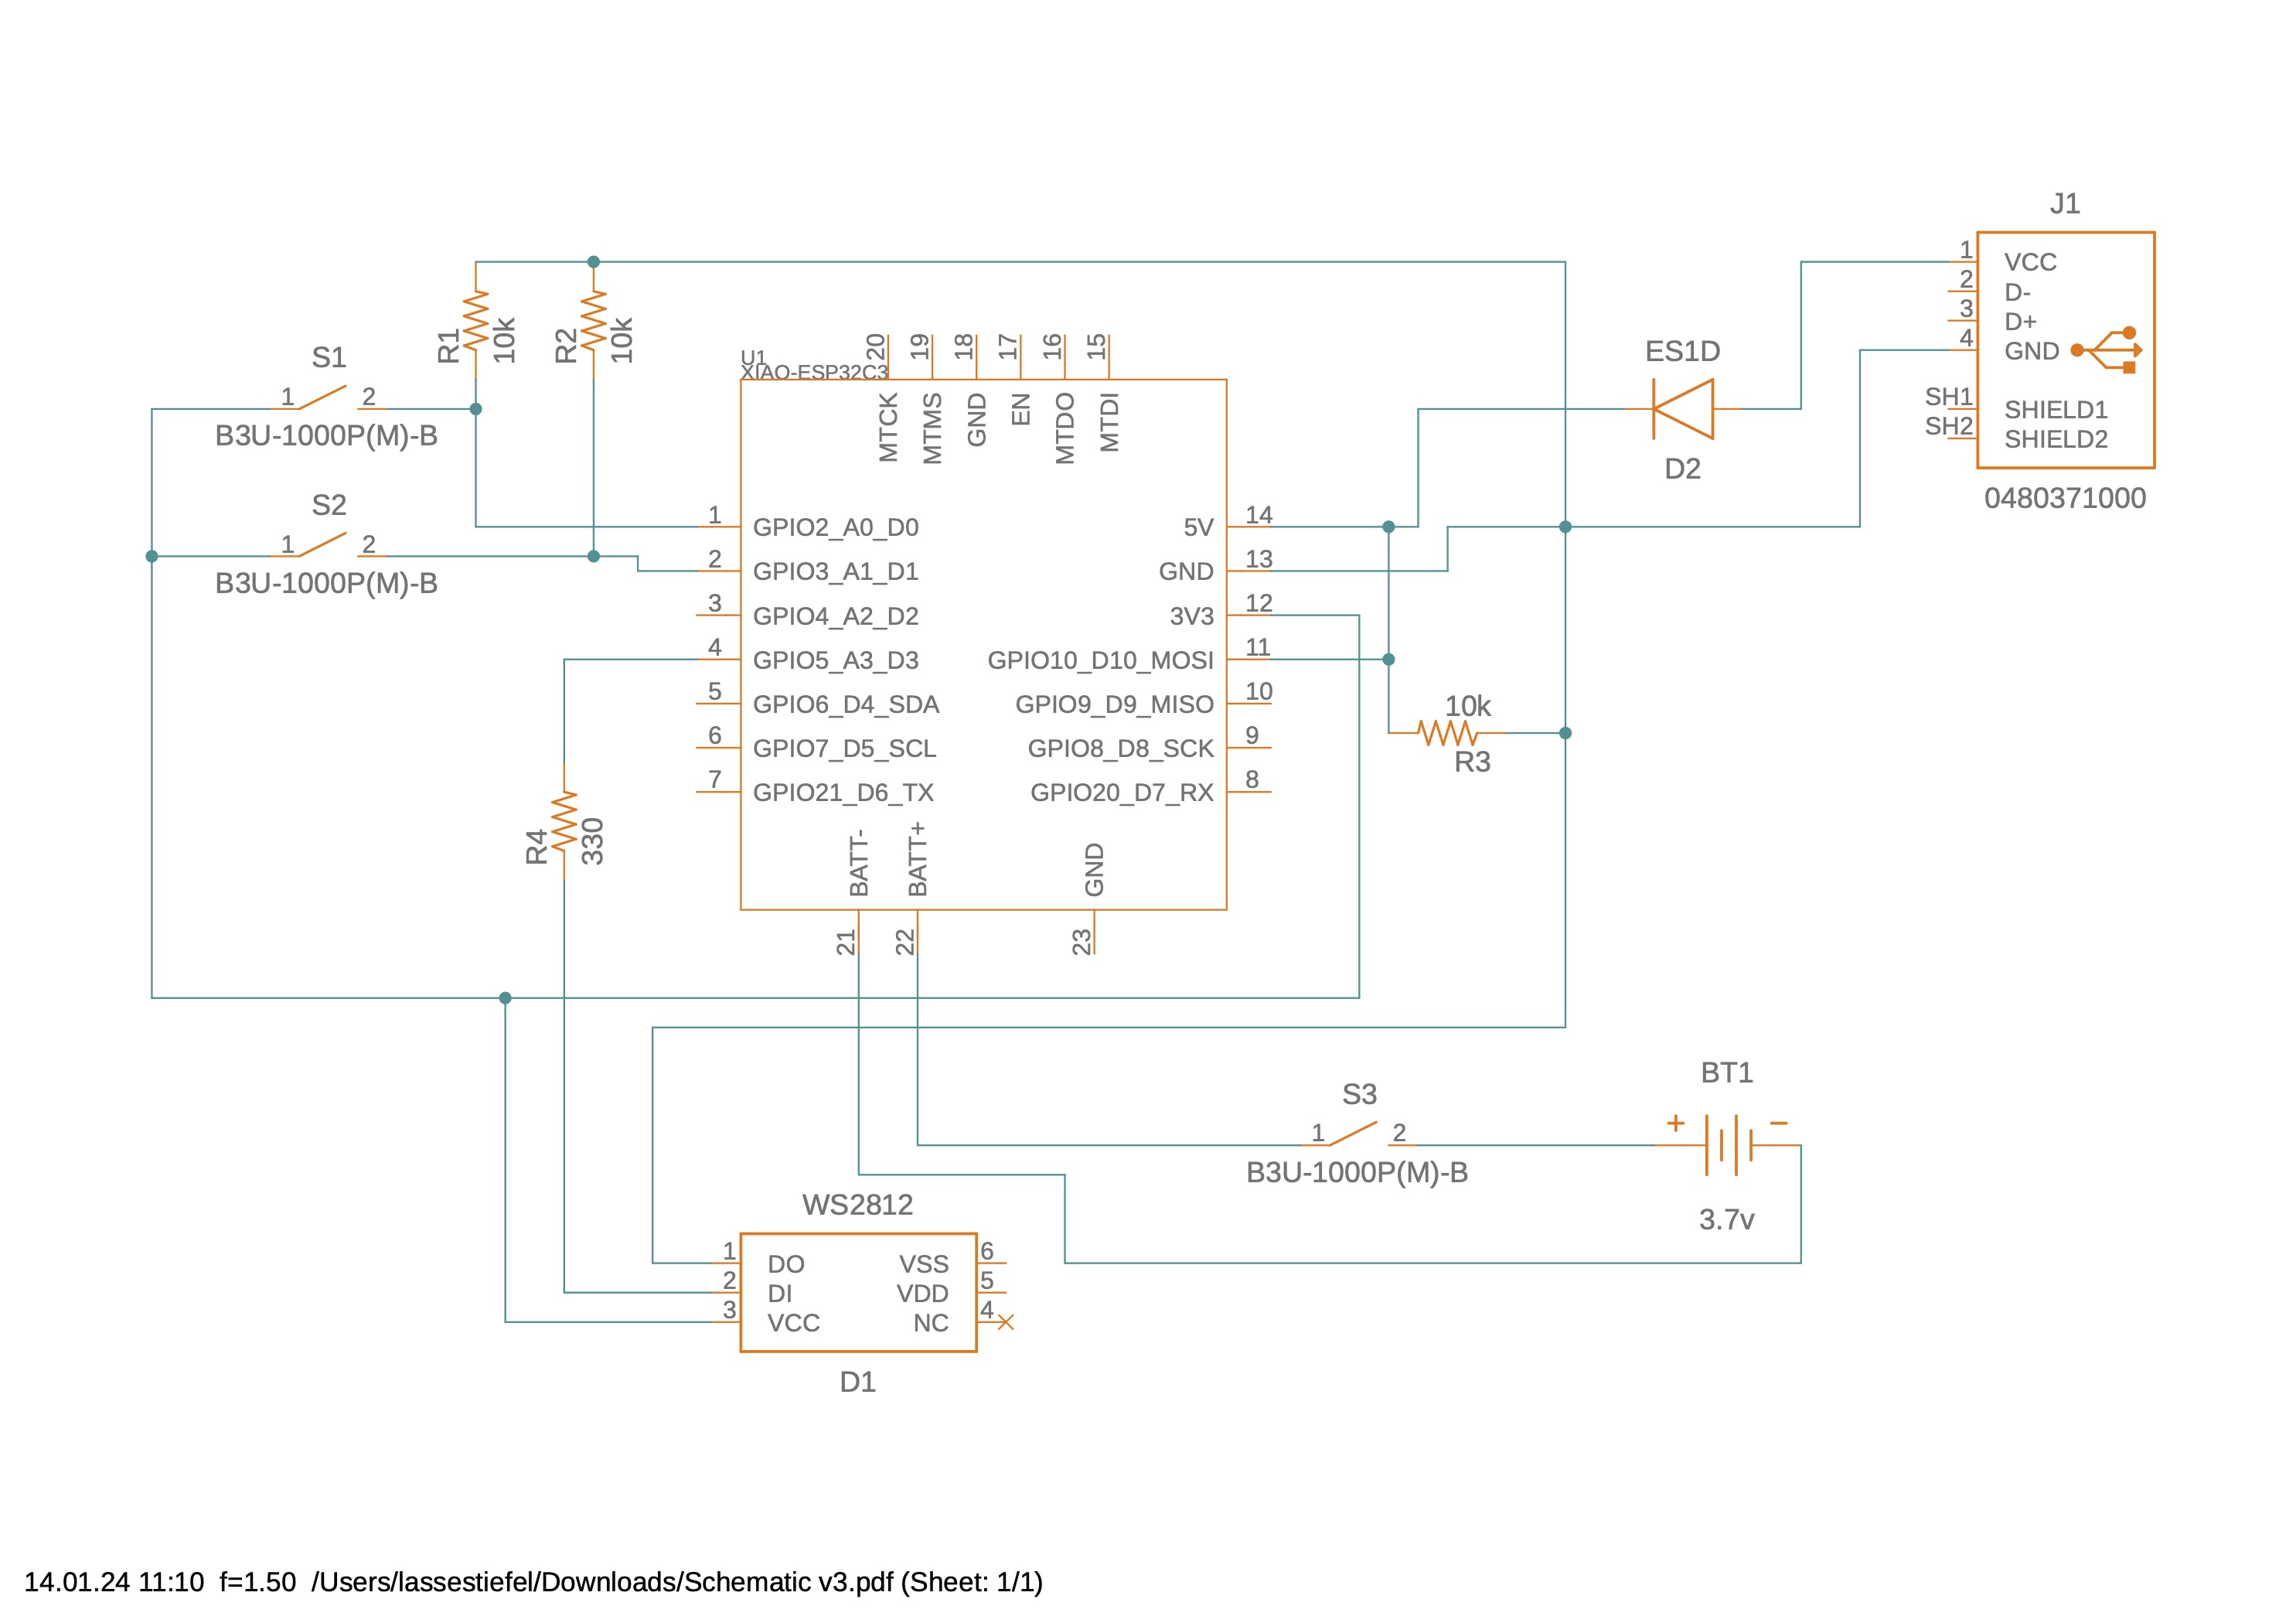 J1
1
VCC
2
D-
3
D+
4
GND
SH1
SHIELD1
SH2
SHIELD2
0480371000
ES1D
D2
R1
10k
R2
10k
S1
1
2
B3U-1000P(M)-B
S2
1
2
B3U-1000P(M)-B
U1
XIAO-ESP32C3
20
19
18
17
16
15
MTCK
MTMS
GND
EN
MTDO
MTDI
1
GPIO2_A0_D0
5V
14
2
GPIO3_A1_D1
GND
13
3
GPIO4_A2_D2
3V3
12
4
GPIO5_A3_D3
GPIO10_D10_MOSI
11
5
GPIO6_D4_SDA
GPIO9_D9_MISO
10
6
GPIO7_D5_SCL
GPIO8_D8_SCK
9
7
GPIO21_D6_TX
GPIO20_D7_RX
8
BATT-
BATT+
GND
21
22
23
10k
R3
R4
330
S3
1
2
B3U-1000P(M)-B
BT1
+
−
3.7v
WS2812
1
DO
VSS
6
2
DI
VDD
5
3
VCC
NC
4
D1
14.01.24 11:10 f=1.50 /Users/lassestiefel/Downloads/Schematic v3.pdf (Sheet: 1/1)